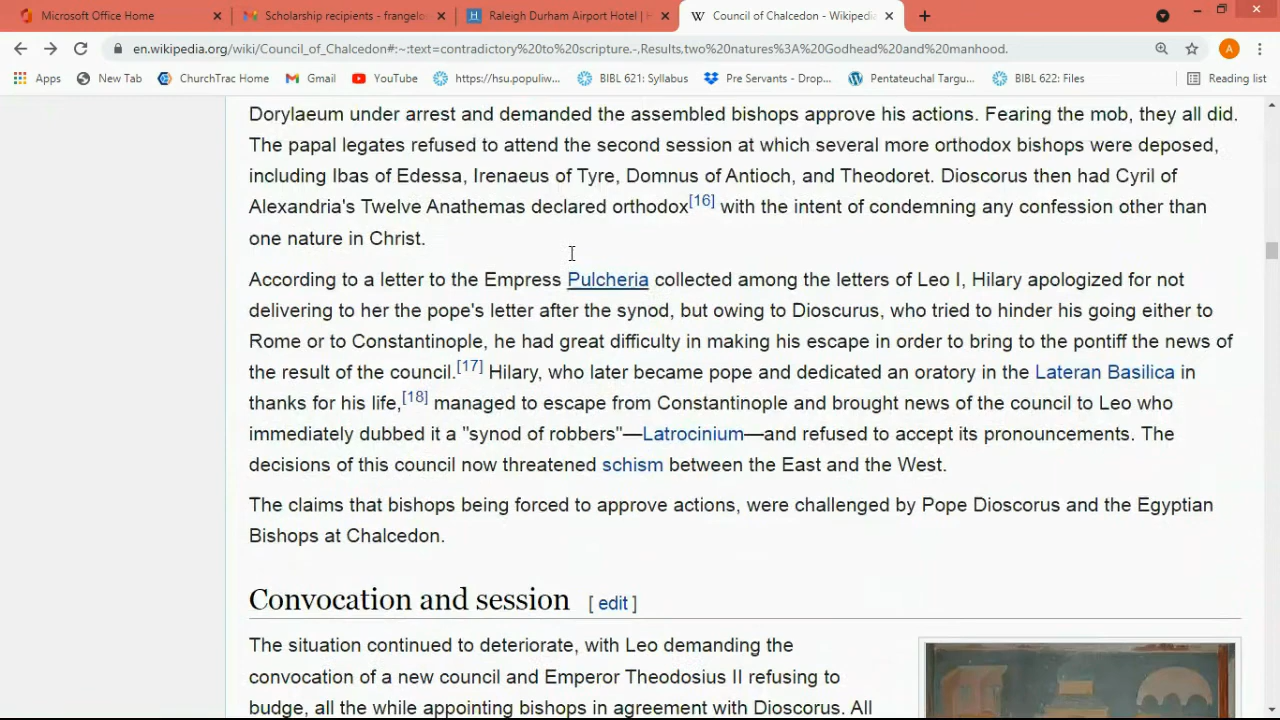 Microsoft Office Home
Scholarship recipients - frangelo
Raleigh Durham Airport Hotel | H
Council of Chalcedon - Wikipedi
en.wikipedia.org/wiki/Council_of_Chalcedon#:~:text=contradictory%20to%20scripture.-,Results,two%20natures%3A%20Godhead%20and%20manhood.
A
Apps New Tab ChurchTrac Home Gmail YouTube https://hsu.populiw... BIBL 621: Syllabus Pre Servants - Drop... Pentateuchal Targu... BIBL 622: Files Reading list
Dorylaeum under arrest and demanded the assembled bishops approve his actions. Fearing the mob, they all did.
The papal legates refused to attend the second session at which several more orthodox bishops were deposed,
including Ibas of Edessa, Irenaeus of Tyre, Domnus of Antioch, and Theodoret. Dioscorus then had Cyril of
Alexandria's Twelve Anathemas declared orthodox[16] with the intent of condemning any confession other than
one nature in Christ.
According to a letter to the Empress Pulcheria collected among the letters of Leo I, Hilary apologized for not
delivering to her the pope's letter after the synod, but owing to Dioscurus, who tried to hinder his going either to
Rome or to Constantinople, he had great difficulty in making his escape in order to bring to the pontiff the news of
the result of the council.[17] Hilary, who later became pope and dedicated an oratory in the Lateran Basilica in
thanks for his life,[18] managed to escape from Constantinople and brought news of the council to Leo who
immediately dubbed it a "synod of robbers"—Latrocinium—and refused to accept its pronouncements. The
decisions of this council now threatened schism between the East and the West.
The claims that bishops being forced to approve actions, were challenged by Pope Dioscorus and the Egyptian
Bishops at Chalcedon.
Convocation and session [ edit ]
The situation continued to deteriorate, with Leo demanding the
convocation of a new council and Emperor Theodosius II refusing to
budge, all the while appointing bishops in agreement with Dioscorus. All